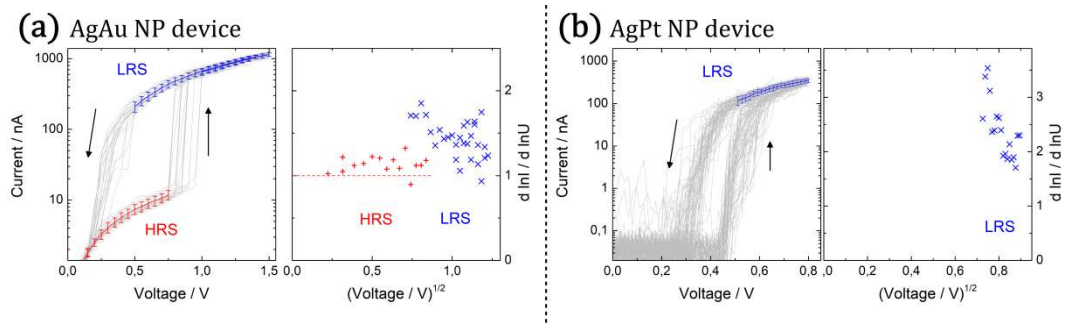 (a) AgAu NP device
1000
100
10
Current / nA
LRS
HRS
0,0
0,5
1,0
1,5
Voltage / V
HRS
LRS
2
1
0
d lnI / d lnU
0,0
0,5
1,0
(Voltage / V)1/2
(b) AgPt NP device
1000
100
10
1
0,1
Current / nA
LRS
0,0
0,2
0,4
0,6
0,8
Voltage / V
LRS
3
2
1
0
d lnI / d lnU
0,0
0,2
0,4
0,6
0,8
(Voltage / V)1/2